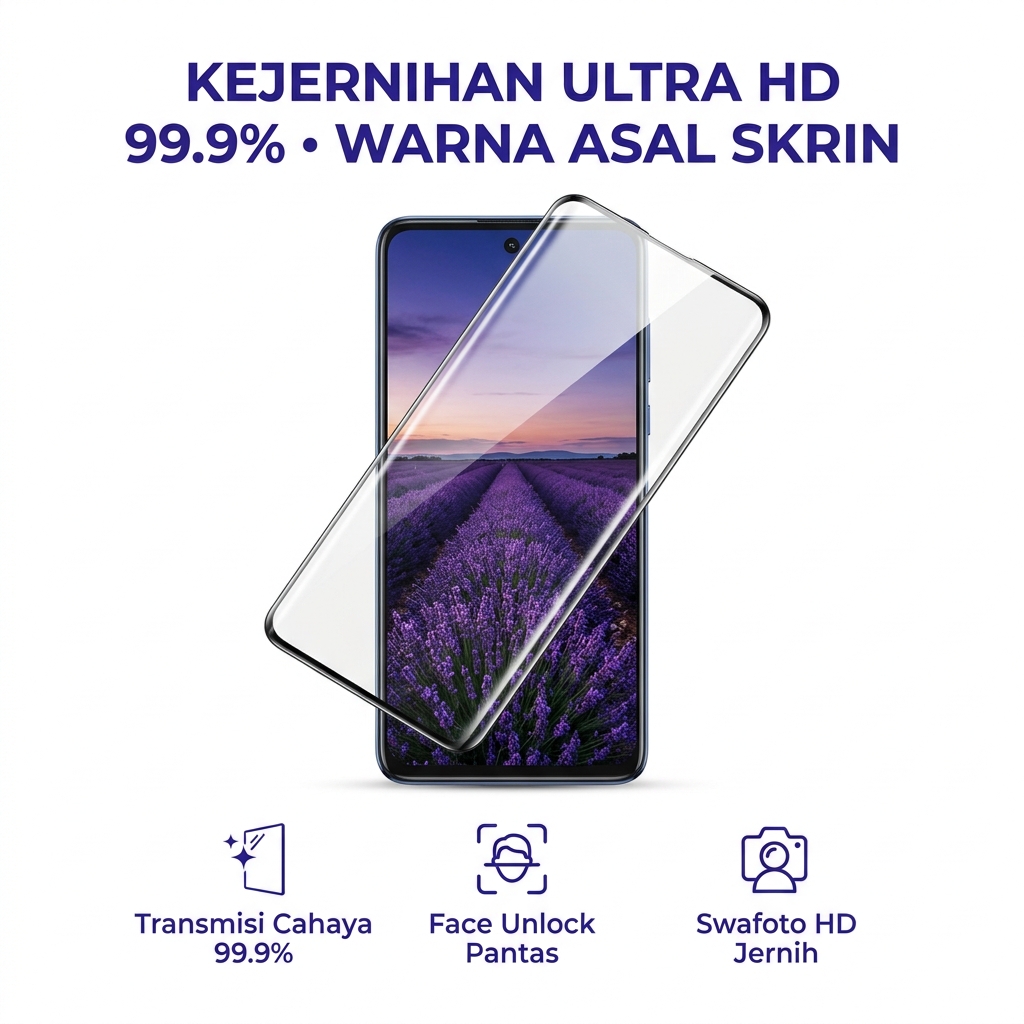 KEJERNIHAN ULTRA HD
99.9% • WARNA ASAL SKRIN
Transmisi Cahaya
99.9%
Face Unlock
Pantas
Swafoto HD
Jernih